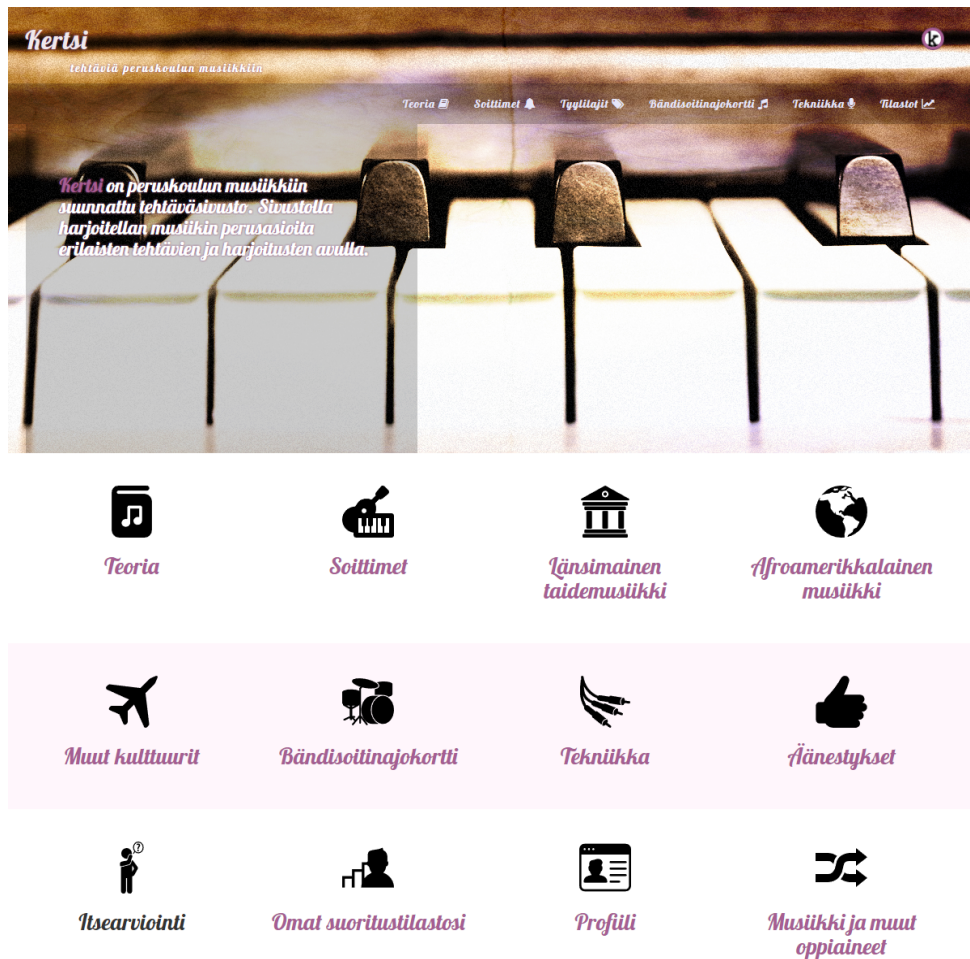 Kertsi
k
tehtäviä peruskoulun musiikkiin
Teoria Soittimet Tyylilajit Bändisoitinajokortti Tekniikka Tilastot
Kertsi on peruskoulun musiikkiin
suunnattu tehtäväsivusto. Sivustolla
harjoitellan musiikin perusasioita
erilaisten tehtävien ja harjoitusten avulla.
Teoria
Soittimet
Länsimainen
taidemusiikki
Afroamerikkalainen
musiikki
Muut kulttuurit
Bändisoitinajokortti
Tekniikka
Äänestykset
?
Itsearviointi
Omat suoritustilastosi
Profiili
Musiikki ja muut
oppiaineet